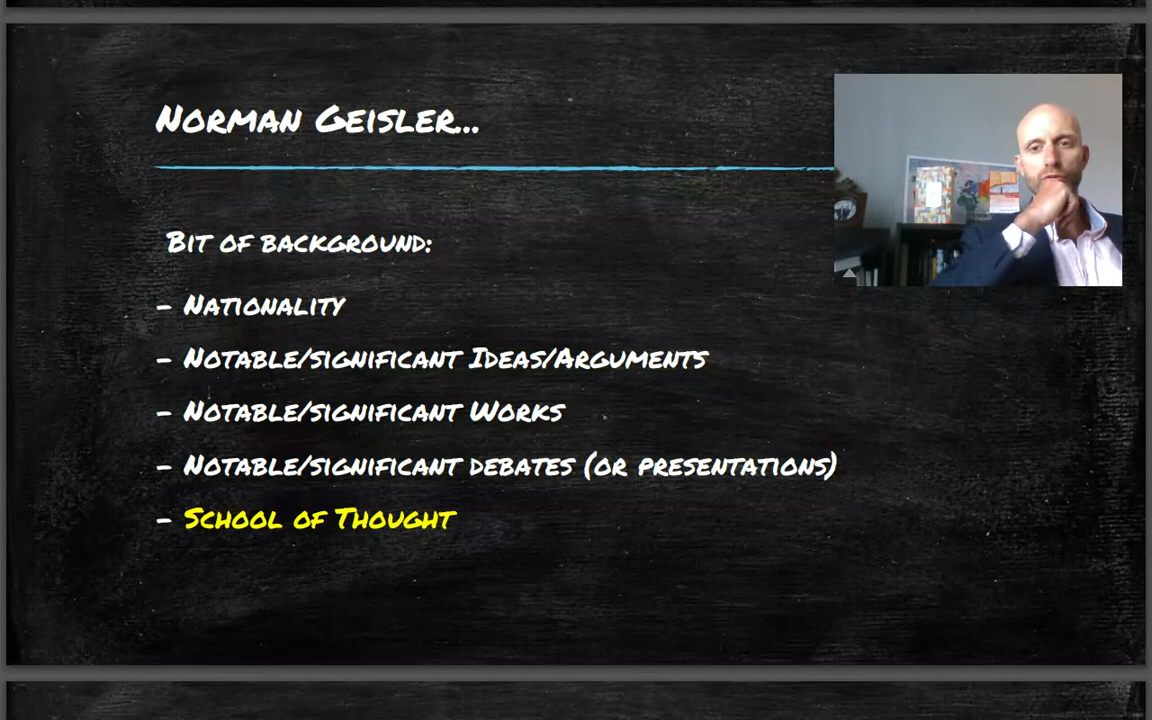 Norman Geisler...
Bit of background:
- Nationality
- Notable/significant Ideas/Arguments
- Notable/significant Works
- Notable/significant debates (or presentations)
- School of Thought